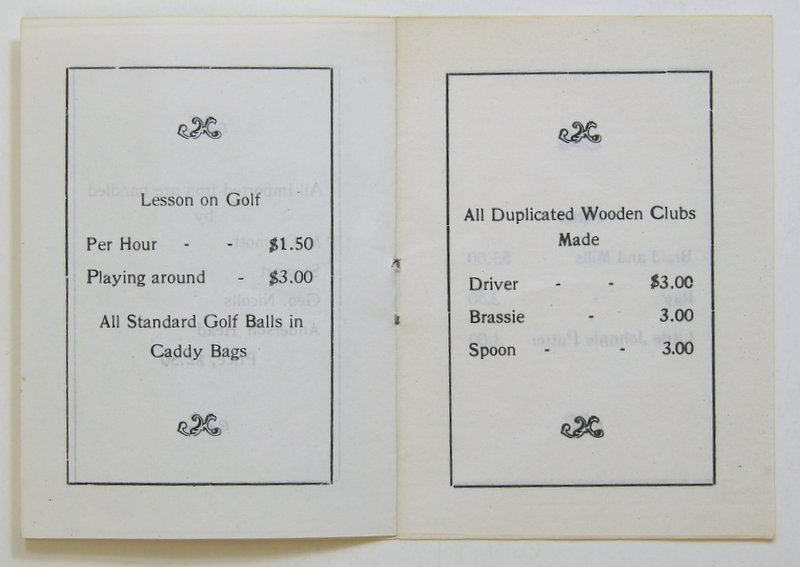 Lesson on Golf
Per Hour - - $1.50
Playing around - $3.00
All Standard Golf Balls in
Caddy Bags
All Duplicated Wooden Clubs
Made
Driver - - $3.00
Brassie - 3.00
Spoon - - 3.00